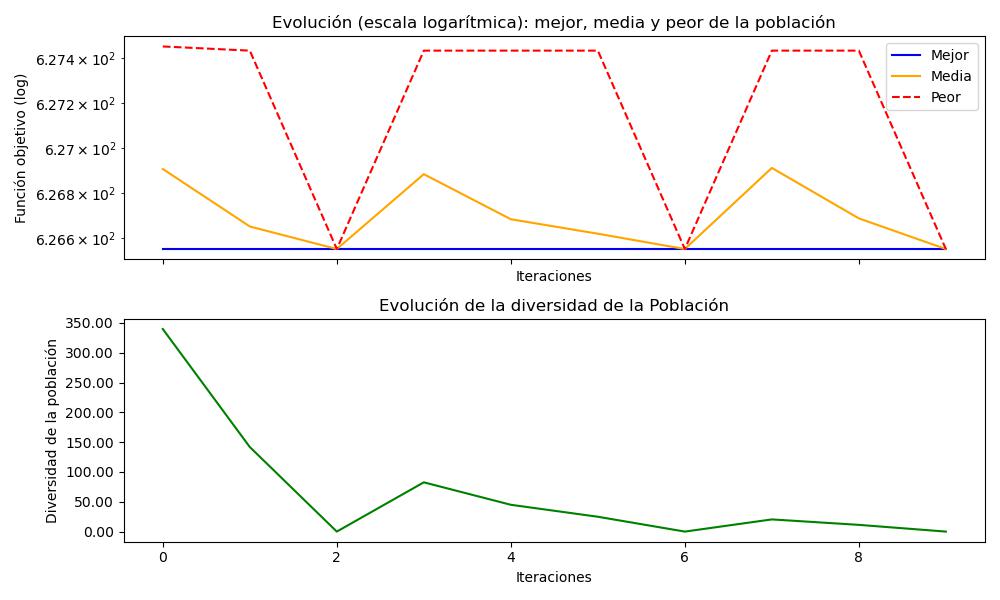 Evolución (escala logarítmica): mejor, media y peor de la población
Función objetivo (log)
6.274 × 10²
6.272 × 10²
6.27 × 10²
6.268 × 10²
6.266 × 10²
Mejor
Media
Peor
Iteraciones
Evolución de la diversidad de la Población
Diversidad de la población
350.00
300.00
250.00
200.00
150.00
100.00
50.00
0.00
0 2 4 6 8
Iteraciones